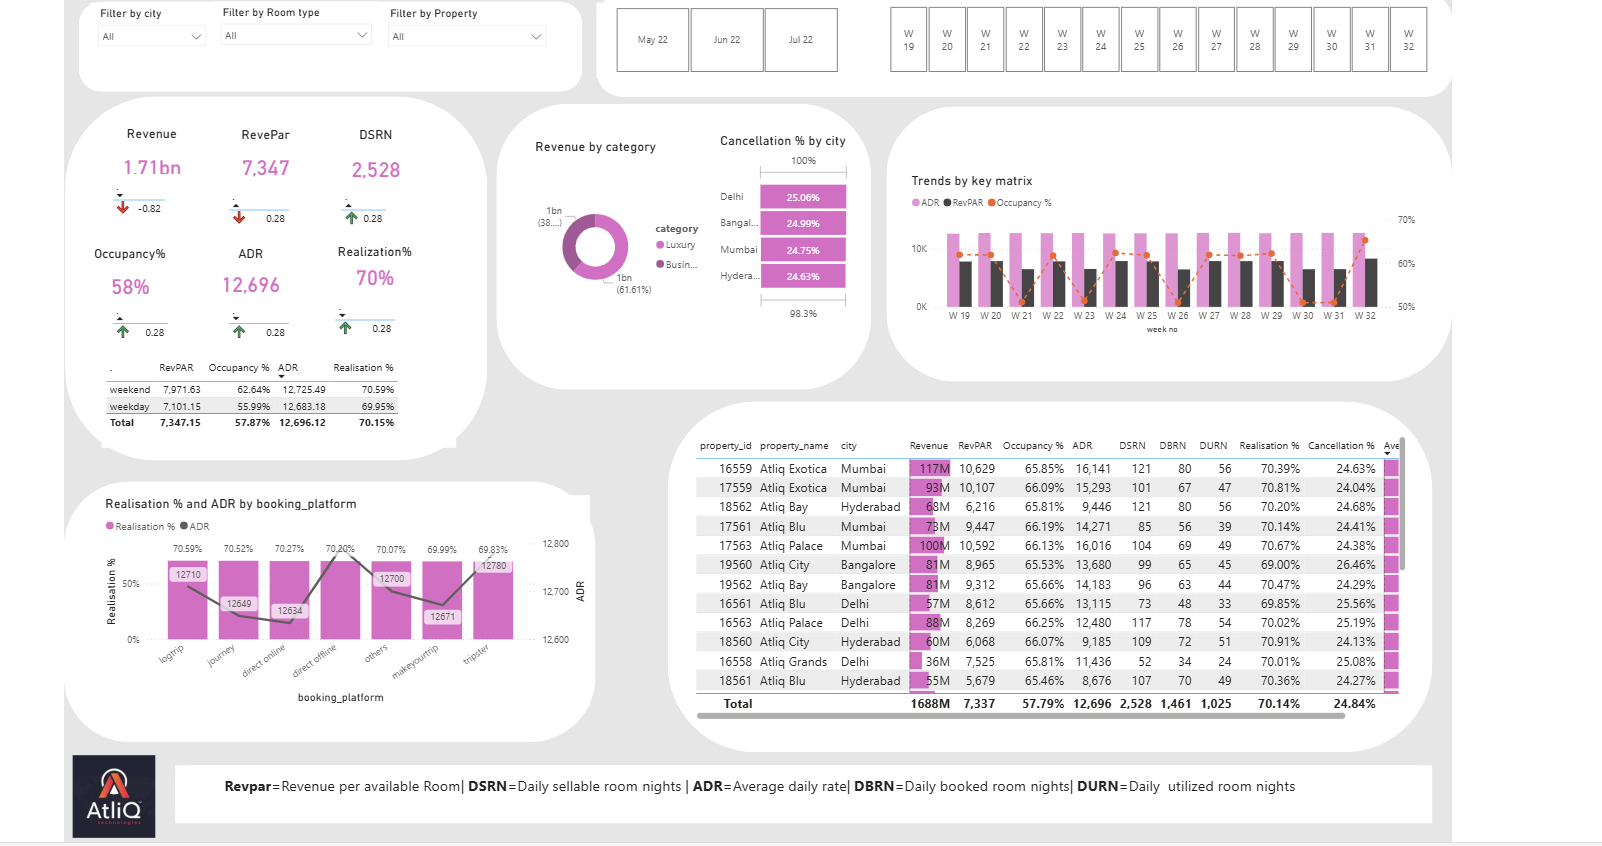 Filter by city
All
Filter by Room type
All
Filter by Property
All
May 22
Jun 22
Jul 22
W 19
W 20
W 21
W 22
W 23
W 24
W 25
W 26
W 27
W 28
W 29
W 30
W 31
W 32
Revenue
1.71bn
-0.82
RevePar
7,347
0.28
DSRN
2,528
0.28
Occupancy%
58%
0.28
ADR
12,696
0.28
Realization%
70%
0.28
. RevPAR Occupancy % ADR Realisation %
weekend 7,971.63 62.64% 12,725.49 70.59%
weekday 7,101.15 55.99% 12,683.18 69.95%
Total 7,347.15 57.87% 12,696.12 70.15%
Revenue by category
1bn
(38....)
1bn
(61.61%)
category
Luxury
Busin...
Cancellation % by city
100%
Delhi 25.06%
Bangal... 24.99%
Mumbai 24.75%
Hydera... 24.63%
98.3%
Trends by key matrix
ADR RevPAR Occupancy %
10K
0K
70%
60%
50%
W 19 W 20 W 21 W 22 W 23 W 24 W 25 W 26 W 27 W 28 W 29 W 30 W 31 W 32
week no
Realisation % and ADR by booking_platform
Realisation % ADR
70.59% 70.52% 70.27% 70.20% 70.07% 69.99% 69.83%
12710 12649 12634 12700 12671 12780
Realisation %
50%
0%
12,800
12,700
12,600
ADR
logtrip journey direct online direct offline others makeyourtrip tripster
booking_platform
property_id property_name city Revenue RevPAR Occupancy % ADR DSRN DBRN DURN Realisation % Cancellation % Ave
16559 Atliq Exotica Mumbai 117M 10,629 65.85% 16,141 121 80 56 70.39% 24.63%
17559 Atliq Exotica Mumbai 93M 10,107 66.09% 15,293 101 67 47 70.81% 24.04%
18562 Atliq Bay Hyderabad 68M 6,216 65.81% 9,446 121 80 56 70.20% 24.68%
17561 Atliq Blu Mumbai 73M 9,447 66.19% 14,271 85 56 39 70.14% 24.41%
17563 Atliq Palace Mumbai 100M 10,592 66.13% 16,016 104 69 49 70.67% 24.38%
19560 Atliq City Bangalore 81M 8,965 65.53% 13,680 99 65 45 69.00% 26.46%
19562 Atliq Bay Bangalore 81M 9,312 65.66% 14,183 96 63 44 70.47% 24.29%
16561 Atliq Blu Delhi 57M 8,612 65.66% 13,115 73 48 33 69.85% 25.56%
16563 Atliq Palace Delhi 88M 8,269 66.25% 12,480 117 78 54 70.02% 25.19%
18560 Atliq City Hyderabad 60M 6,068 66.07% 9,185 109 72 51 70.91% 24.13%
16558 Atliq Grands Delhi 36M 7,525 65.81% 11,436 52 34 24 70.01% 25.08%
18561 Atliq Blu Hyderabad 55M 5,679 65.46% 8,676 107 70 49 70.36% 24.27%
Total 1688M 7,337 57.79% 12,696 2,528 1,461 1,025 70.14% 24.84%
AtliQ
technologies
Revpar=Revenue per available Room| DSRN=Daily sellable room nights | ADR=Average daily rate| DBRN=Daily booked room nights| DURN=Daily utilized room nights